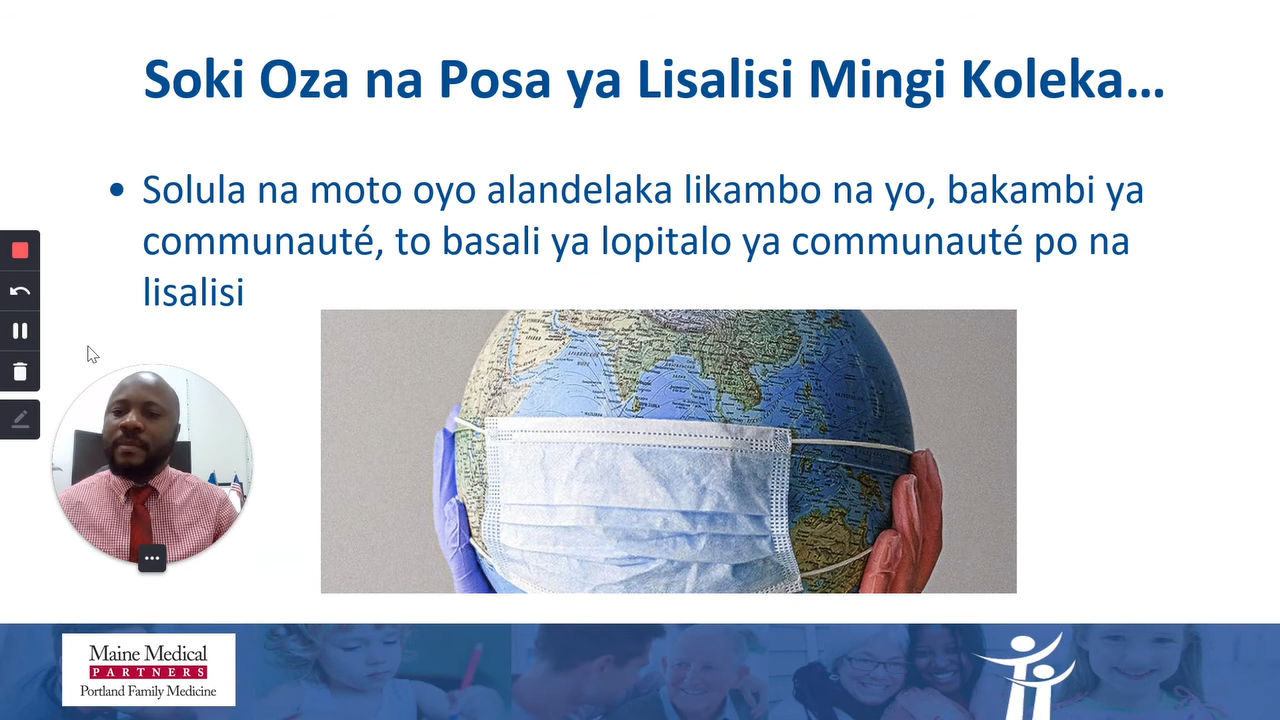 Soki Oza na Posa ya Lisalisi Mingi Koleka…
• Solula na moto oyo alandelaka likambo na yo, bakambi ya
communauté, to basali ya lopitalo ya communauté po na
lisalisi
Maine Medical
PARTNERS
Portland Family Medicine